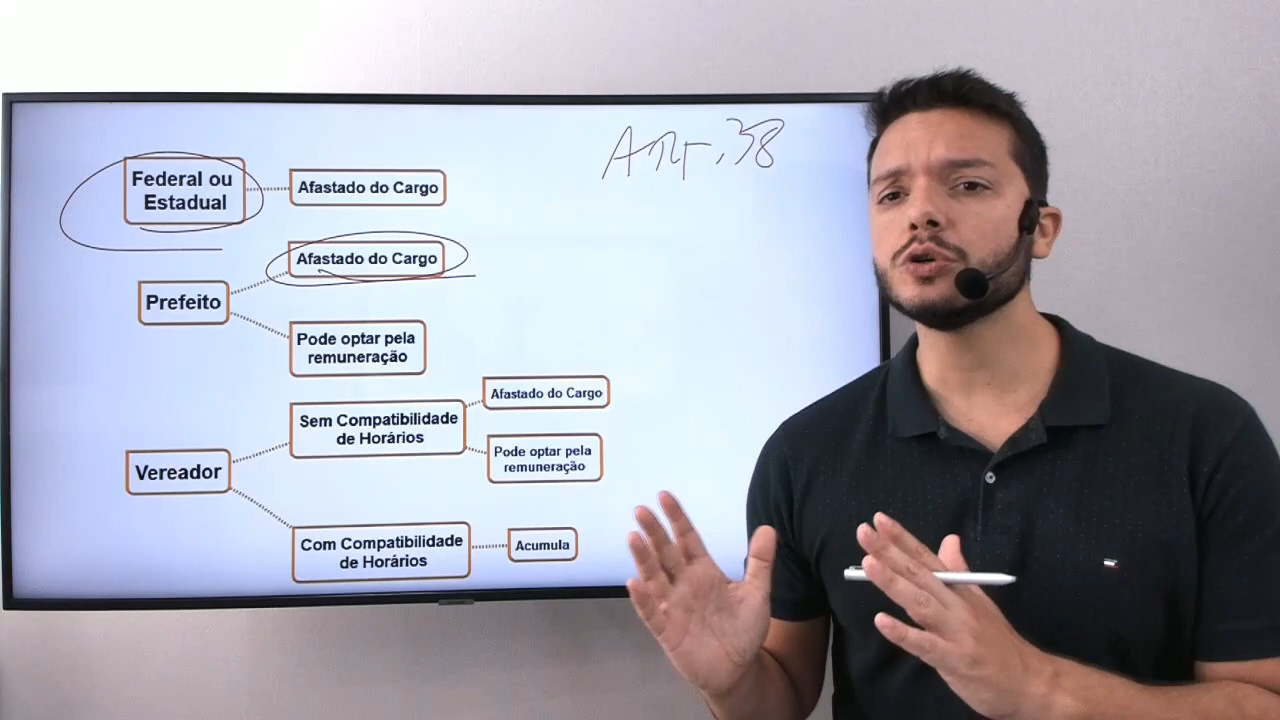 Art. 38
Federal ou
Estadual
Afastado do Cargo
Prefeito
Afastado do Cargo
Pode optar pela
remuneração
Vereador
Sem Compatibilidade
de Horários
Afastado do Cargo
Pode optar pela
remuneração
Com Compatibilidade
de Horários
Acumula